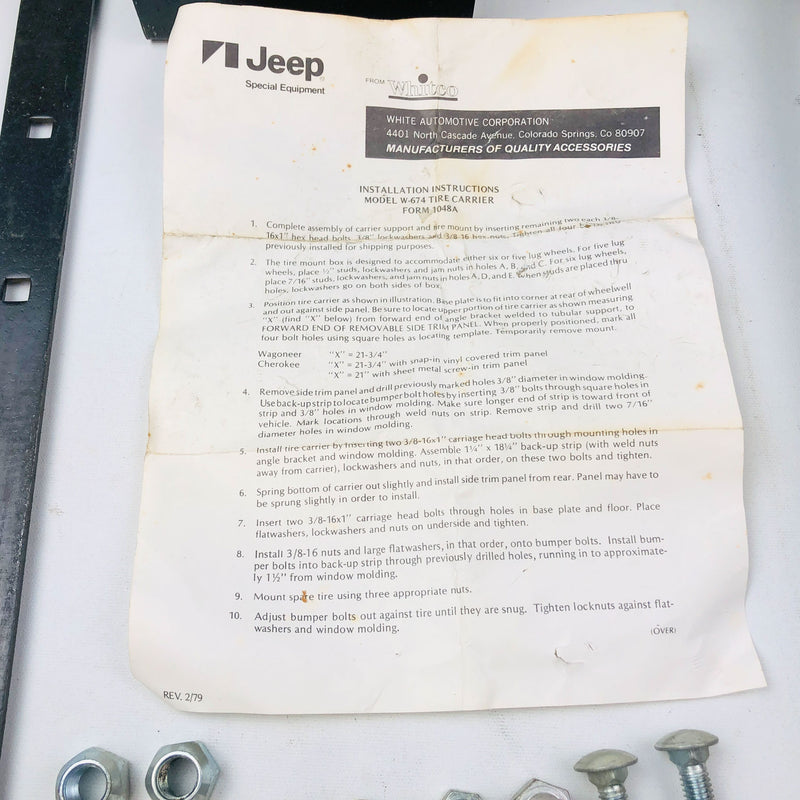 Jeep
Special Equipment
FROM Whitco
WHITE AUTOMOTIVE CORPORATION
4401 North Cascade Avenue, Colorado Springs, Co 80907
MANUFACTURERS OF QUALITY ACCESSORIES
INSTALLATION INSTRUCTIONS
MODEL W-674 TIRE CARRIER
FORM 1048A
1. Complete assembly of carrier support and tire mount by inserting remaining two each 3/8-
16x1" hex head bolts, 3/8" lockwashers and 3/8-16 hex nuts. Tighten all four bolts, two
previously installed for shipping purposes.
2. The tire mount box is designed to accommodate either six or five lug wheels. For five lug
wheels, place ½" studs, lockwashers and jam nuts in holes A, B, and C. For six lug wheels,
place 7/16" studs, lockwashers, and jam nuts in holes A, D, and E. When studs are placed thru
holes, lockwashers go on both sides of box.
3. Position tire carrier as shown in illustration. Base plate is to fit into corner at rear of wheelwell
and out against side panel. Be sure to locate upper portion of tire carrier as shown measuring
"X" (find "X" below) from forward end of angle bracket welded to tubular support, to
FORWARD END OF REMOVABLE SIDE TRIM PANEL. When properly positioned, mark all
four bolt holes using square holes as locating template. Temporarily remove mount.
Wagoneer "X" = 21-3/4"
Cherokee "X" = 21-3/4" with snap-in vinyl covered trim panel
"X" = 21" with sheet metal screw-in trim panel
4. Remove side trim panel and drill previously marked holes 3/8" diameter in window molding.
Use back-up strip to locate bumper bolt holes by inserting 3/8" bolts through square holes in
strip and 3/8" holes in window molding. Make sure longer end of strip is toward front of
vehicle. Mark locations through weld nuts on strip. Remove strip and drill two 7/16"
diameter holes in window molding.
5. Install tire carrier by inserting two 3/8-16x1" carriage head bolts through mounting holes in
angle bracket and window molding. Assemble 1¼" x 18¼" back-up strip (with weld nuts
away from carrier), lockwashers and nuts, in that order, on these two bolts and tighten.
6. Spring bottom of carrier out slightly and install side trim panel from rear. Panel may have to
be sprung slightly in order to install.
7. Insert two 3/8-16x1" carriage head bolts through holes in base plate and floor. Place
flatwashers, lockwashers and nuts on underside and tighten.
8. Install 3/8-16 nuts and large flatwashers, in that order, onto bumper bolts. Install bum-
per bolts into back-up strip through previously drilled holes, running in to approximate-
ly 1½" from window molding.
9. Mount spare tire using three appropriate nuts.
10. Adjust bumper bolts out against tire until they are snug. Tighten locknuts against flat-
washers and window molding.
(OVER)
REV. 2/79